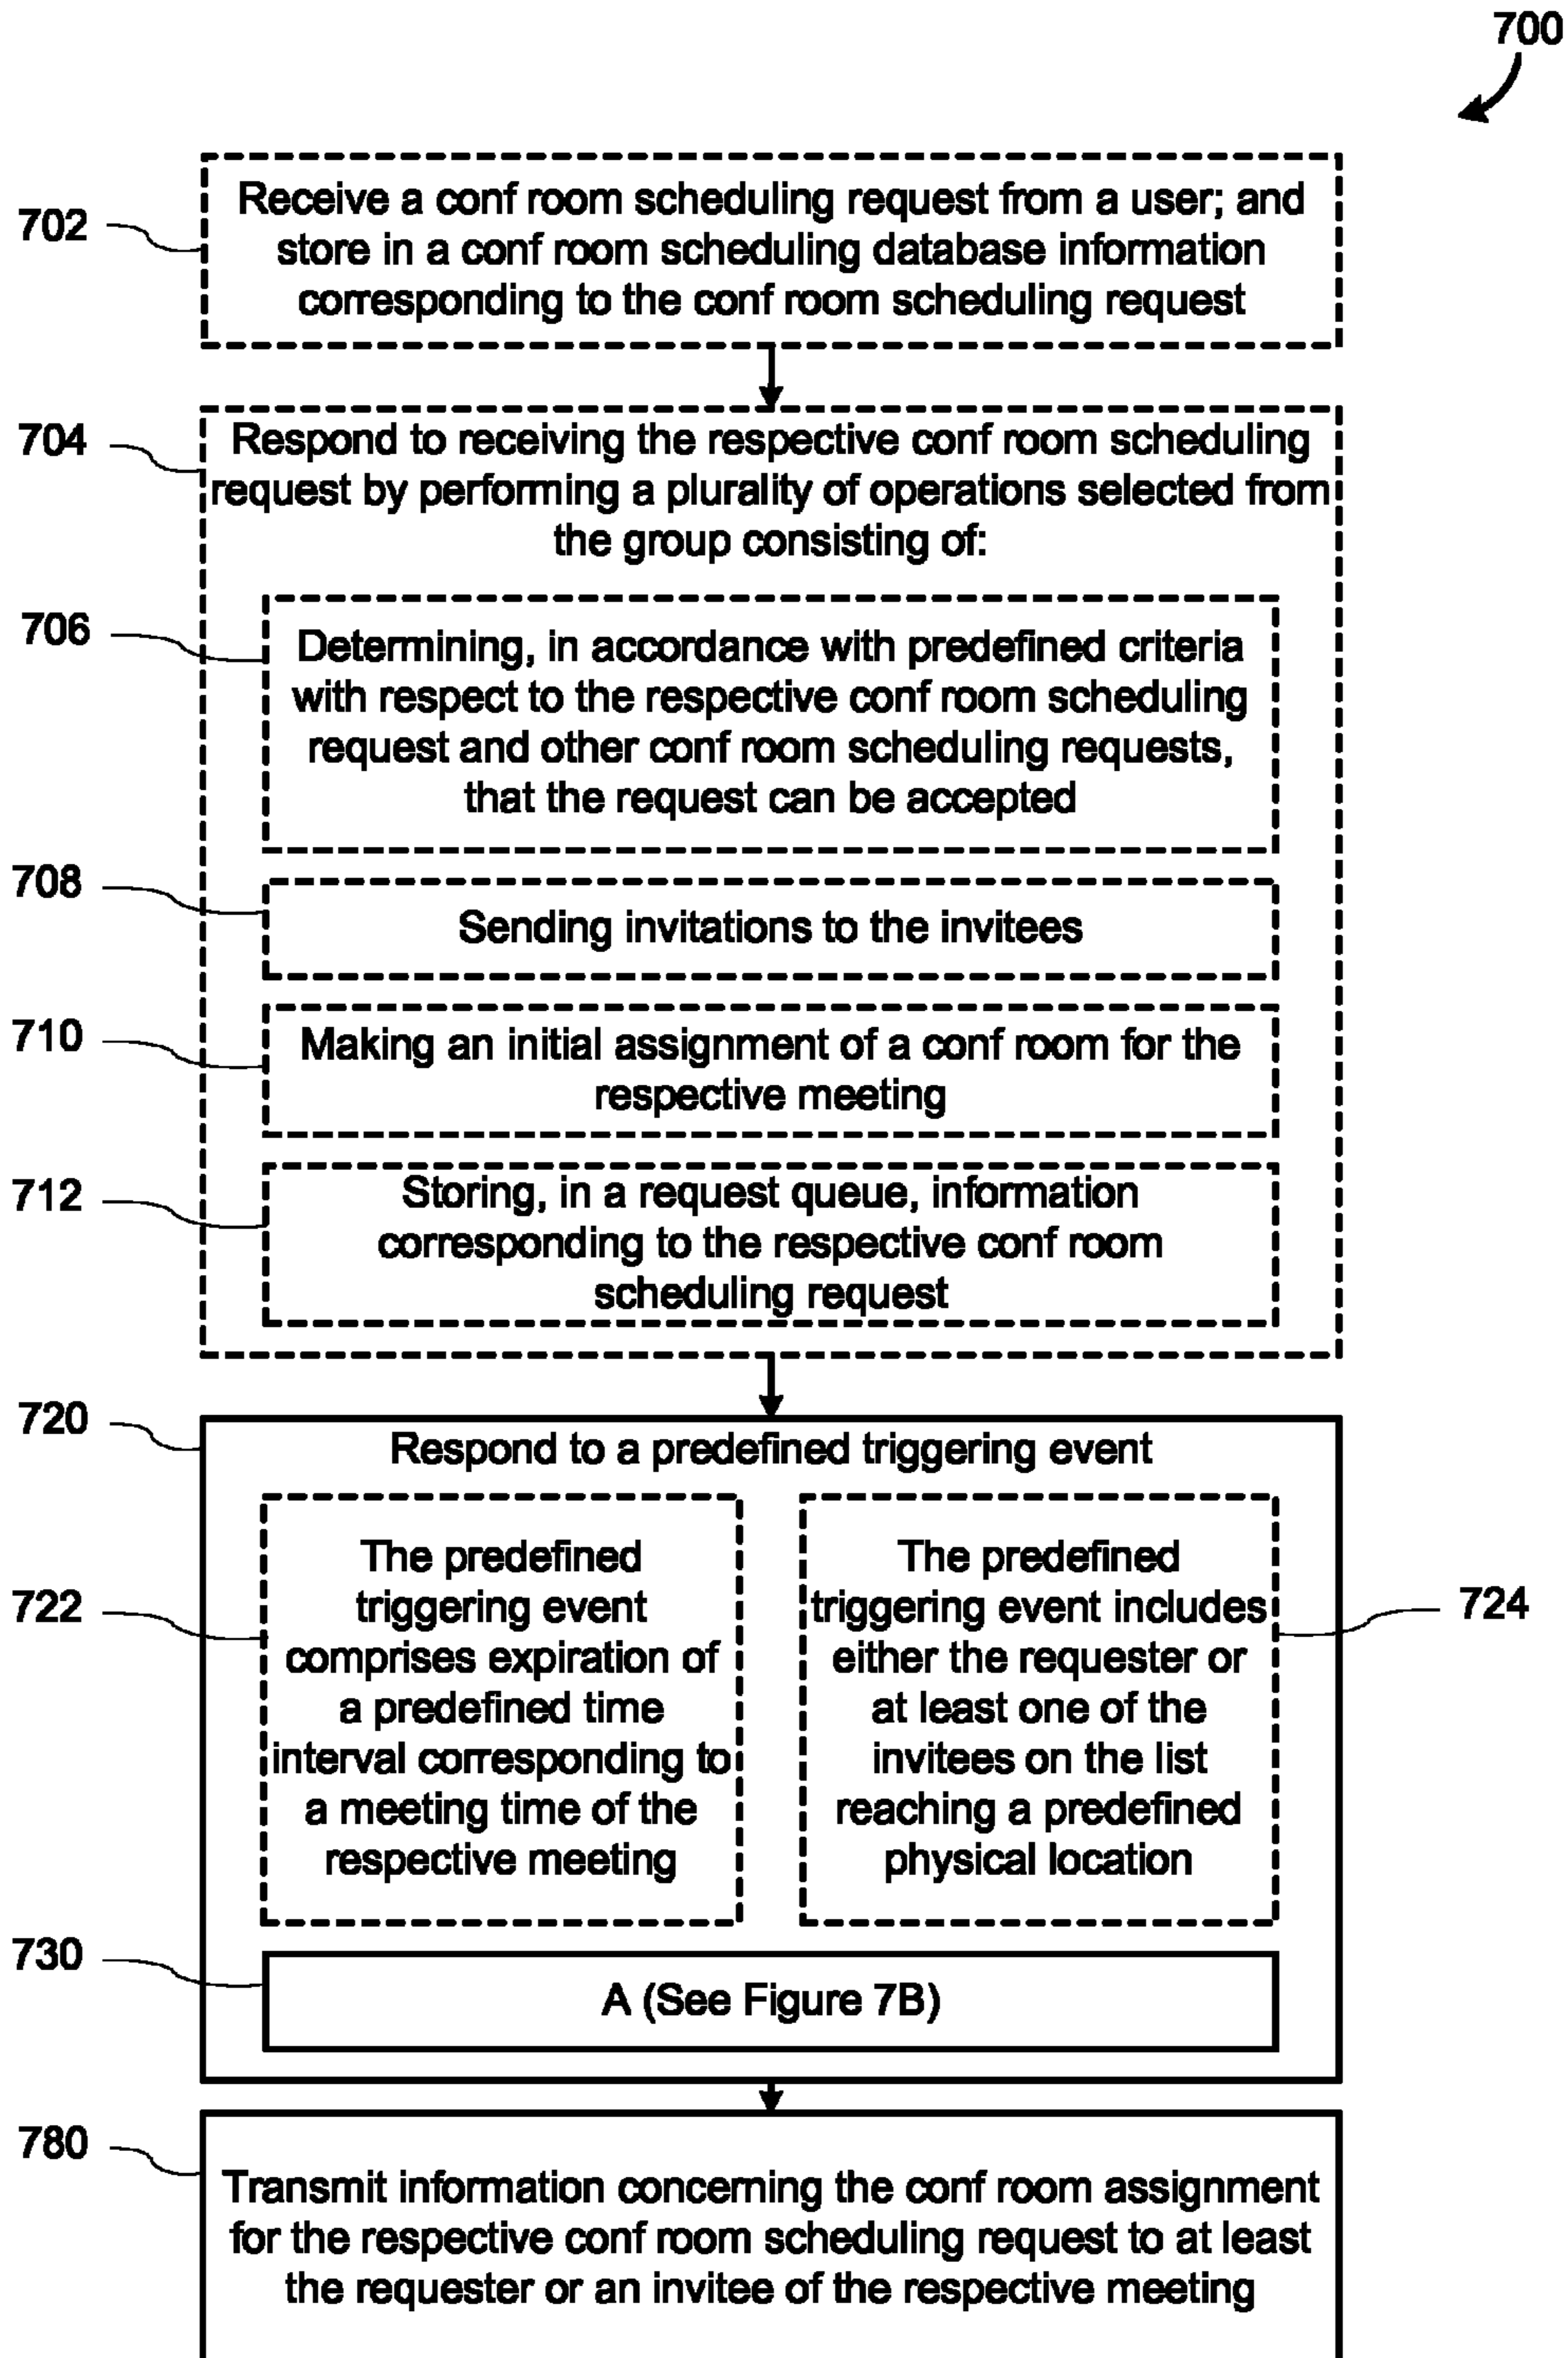 700
702
Receive a conf room scheduling request from a user; and
store in a conf room scheduling database information
corresponding to the conf room scheduling request
704
Respond to receiving the respective conf room scheduling
request by performing a plurality of operations selected from
the group consisting of:
706
Determining, in accordance with predefined criteria
with respect to the respective conf room scheduling
request and other conf room scheduling requests,
that the request can be accepted
708
Sending invitations to the invitees
710
Making an initial assignment of a conf room for the
respective meeting
712
Storing, in a request queue, information
corresponding to the respective conf room
scheduling request
720
Respond to a predefined triggering event
722
The predefined
triggering event
comprises expiration of
a predefined time
interval corresponding to
a meeting time of the
respective meeting
The predefined
triggering event includes
either the requester or
at least one of the
invitees on the list
reaching a predefined
physical location
724
730
A (See Figure 7B)
780
Transmit information concerning the conf room assignment
for the respective conf room scheduling request to at least
the requester or an invitee of the respective meeting